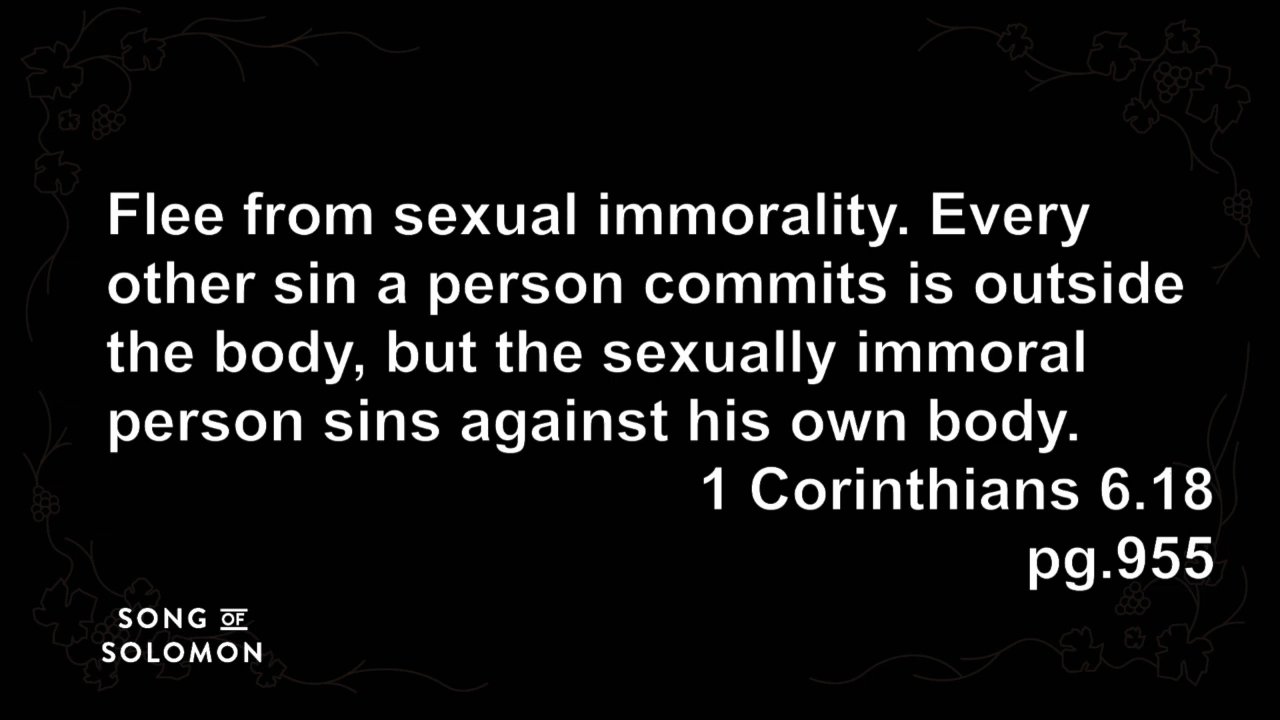 Flee from sexual immorality. Every
other sin a person commits is outside
the body, but the sexually immoral
person sins against his own body.
1 Corinthians 6.18
pg.955
SONG OF
SOLOMON